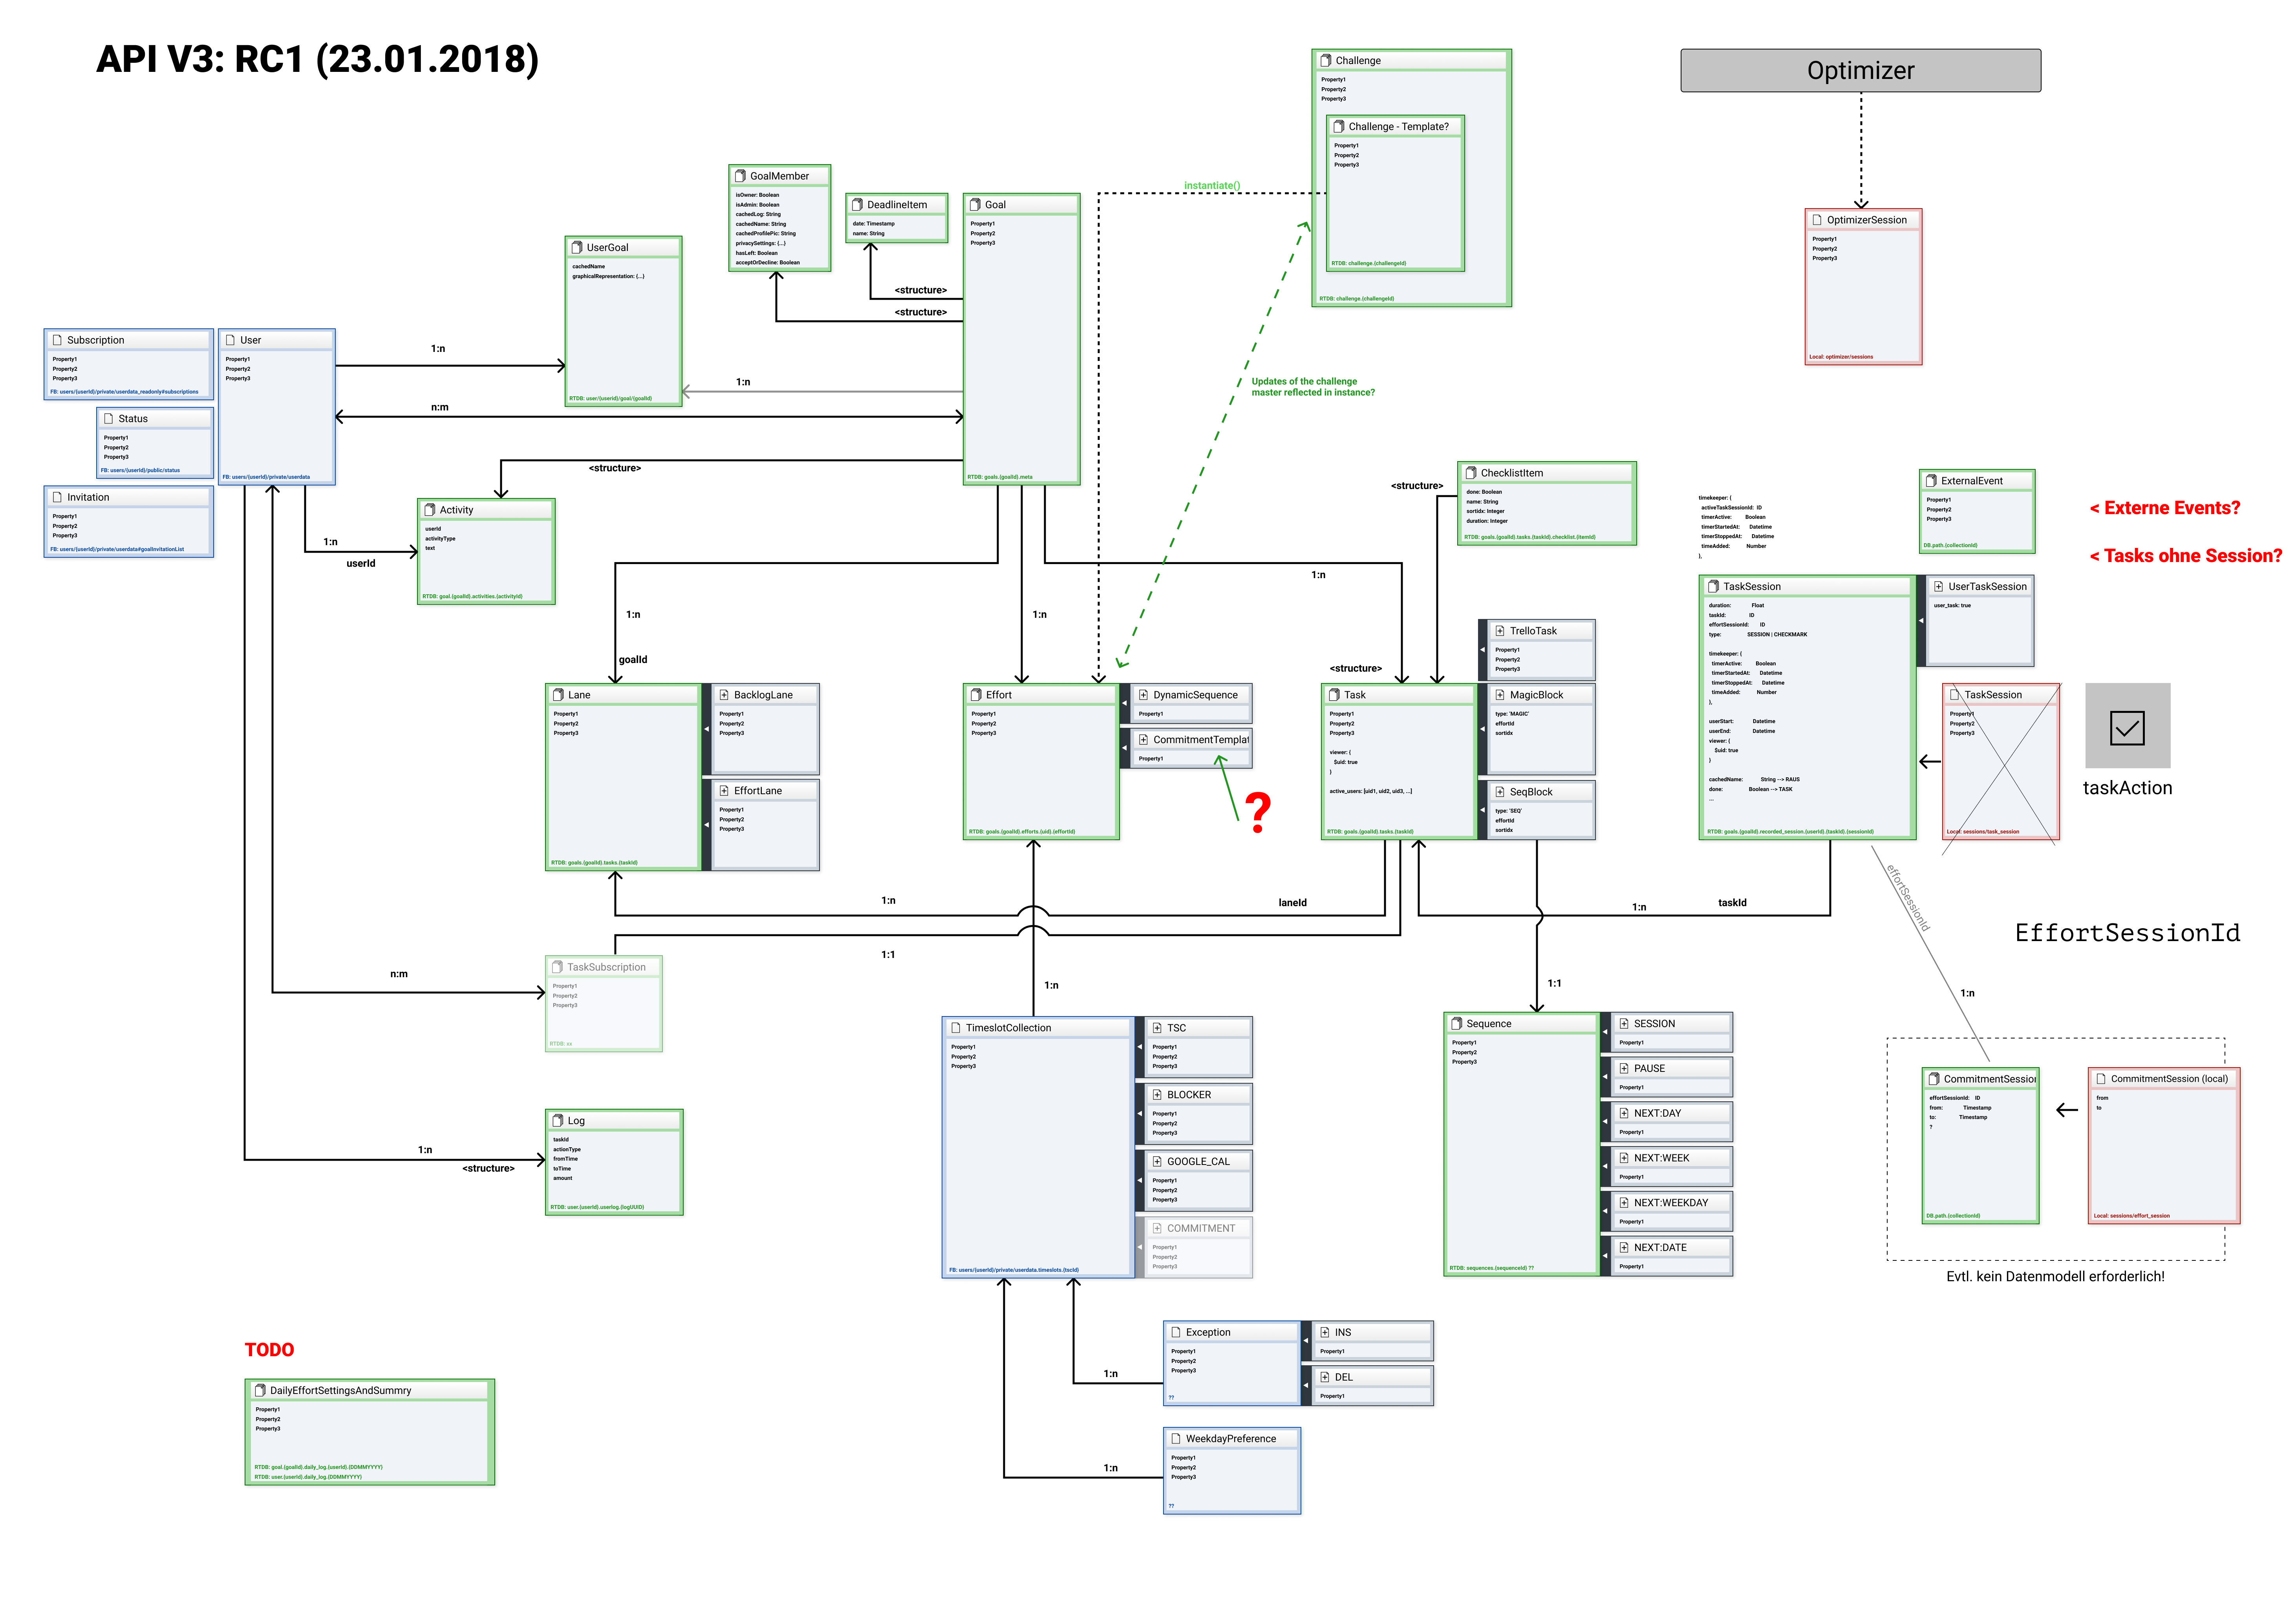 API V3: RC1 (23.01.2018)
Optimizer
Challenge
Property1
Property2
Property3
Challenge - Template?
Property1
Property2
Property3
RTDB: challenge.(challengeId)
RTDB: challenge.(challengeId)
OptimizerSession
Property1
Property2
Property3
Local: optimizer/sessions
instantiate()
Updates of the challenge
master reflected in instance?
GoalMember
isOwner: Boolean
isAdmin: Boolean
cachedLog: String
cachedName: String
cachedProfilePic: String
privacySettings: {...}
hasLeft: Boolean
acceptOrDecline: Boolean
DeadlineItem
date: Timestamp
name: String
Goal
Property1
Property2
Property3
RTDB: goals.(goalId).meta
<structure>
<structure>
UserGoal
cachedName
graphicalRepresentation: {...}
RTDB: user/(userId)/goal/(goalId)
Subscription
Property1
Property2
Property3
FB: users/(userId)/private/userdata_readonly#subscriptions
User
Property1
Property2
Property3
FB: users/(userId)/private/userdata
Status
Property1
Property2
Property3
FB: users/(userId)/public/status
Invitation
Property1
Property2
Property3
FB: users/(userId)/private/userdata#goalInvitationList
1:n
1:n
n:m
<structure>
Activity
userId
activityType
text
RTDB: goal.(goalId).activities.(activityId)
1:n
userId
ChecklistItem
done: Boolean
name: String
sortidx: Integer
duration: Integer
RTDB: goals.(goalId).tasks.(taskId).checklist.(itemId)
<structure>
timekeeper: {
activeTaskSessionId: ID
timerActive: Boolean
timerStartedAt: Datetime
timerStoppedAt: Datetime
timeAdded: Number
},
ExternalEvent
Property1
Property2
Property3
DB.path.(collectionId)
< Externe Events?
< Tasks ohne Session?
1:n
1:n
1:n
goalId
<structure>
Lane
Property1
Property2
Property3
RTDB: goals.(goalId).tasks.(taskId)
BacklogLane
Property1
Property2
Property3
EffortLane
Property1
Property2
Property3
Effort
Property1
Property2
Property3
RTDB: goals.(goalId).efforts.(uid).(effortId)
DynamicSequence
Property1
CommitmentTemplat
Property1
?
Task
Property1
Property2
Property3
viewer: {
$uid: true
}
active_users: [uid1, uid2, uid3, ...]
RTDB: goals.(goalId).tasks.(taskId)
TrelloTask
Property1
Property2
Property3
MagicBlock
type: 'MAGIC'
effortId
sortidx
SeqBlock
type: 'SEQ'
effortId
sortidx
TaskSession
duration: Float
taskId: ID
effortSessionId: ID
type: SESSION | CHECKMARK
timekeeper: {
timerActive: Boolean
timerStartedAt: Datetime
timerStoppedAt: Datetime
timeAdded: Number
},
userStart: Datetime
userEnd: Datetime
viewer: {
$uid: true
}
cachedName: String --> RAUS
done: Boolean --> TASK
...
RTDB: goals.(goalId).recorded_session.(userId).(taskId).(sessionId)
UserTaskSession
user_task: true
TaskSession
Property1
Property2
Property3
Local: sessions/task_session
taskAction
1:n
laneId
1:n
taskId
1:1
effortSessionId
EffortSessionId
1:n
n:m
TaskSubscription
Property1
Property2
Property3
RTDB: xx
1:n
1:1
TimeslotCollection
Property1
Property2
Property3
FB: users/(userId)/private/userdata.timeslots.(tscId)
TSC
Property1
Property2
Property3
BLOCKER
Property1
Property2
Property3
GOOGLE_CAL
Property1
Property2
Property3
COMMITMENT
Property1
Property2
Property3
Sequence
Property1
Property2
Property3
RTDB: sequences.(sequenceId) ??
SESSION
Property1
PAUSE
Property1
NEXT:DAY
Property1
NEXT:WEEK
Property1
NEXT:WEEKDAY
Property1
NEXT:DATE
Property1
CommitmentSession
effortSessionId: ID
from: Timestamp
to: Timestamp
?
DB.path.(collectionId)
CommitmentSession (local)
from
to
Local: sessions/effort_session
Evtl. kein Datenmodell erforderlich!
1:n
<structure>
Log
taskId
actionType
fromTime
toTime
amount
RTDB: user.(userId).userlog.(logUUID)
Exception
Property1
Property2
Property3
??
INS
Property1
DEL
Property1
1:n
WeekdayPreference
Property1
Property2
Property3
??
1:n
TODO
DailyEffortSettingsAndSummry
Property1
Property2
Property3
RTDB: goal.(goalId).daily_log.(userId).(DDMMYYYY)
RTDB: user.(userId).daily_log.(DDMMYYYY)